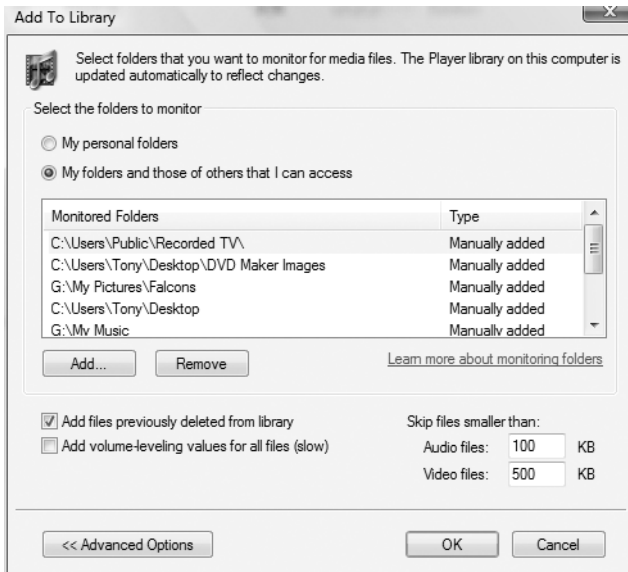 Add To Library
Select folders that you want to monitor for media files. The Player library on this computer is
updated automatically to reflect changes.
Select the folders to monitor
My personal folders
My folders and those of others that I can access
Monitored Folders Type
C:\Users\Public\Recorded TV\ Manually added
C:\Users\Tony\Desktop\DVD Maker Images Manually added
G:\My Pictures\Falcons Manually added
C:\Users\Tony\Desktop Manually added
G:\My Music Manually added
Add... Remove Learn more about monitoring folders
Add files previously deleted from library Skip files smaller than:
Add volume-leveling values for all files (slow) Audio files: 100 KB
Video files: 500 KB
<< Advanced Options OK Cancel